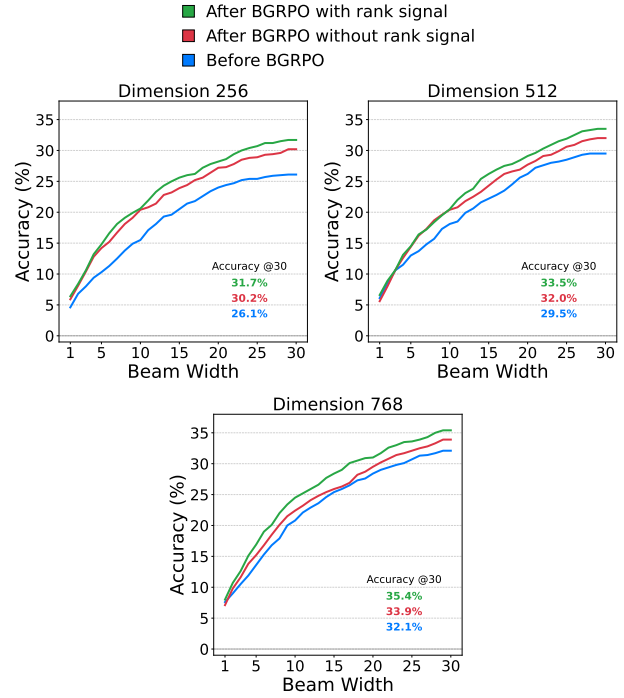 After BGRPO with rank signal
After BGRPO without rank signal
Before BGRPO
Dimension 256
Accuracy (%)
35
30
25
20
15
10
5
0
Accuracy @30
31.7%
30.2%
26.1%
1 5 10 15 20 25 30
Beam Width
Dimension 512
Accuracy (%)
35
30
25
20
15
10
5
0
Accuracy @30
33.5%
32.0%
29.5%
1 5 10 15 20 25 30
Beam Width
Dimension 768
Accuracy (%)
35
30
25
20
15
10
5
0
Accuracy @30
35.4%
33.9%
32.1%
1 5 10 15 20 25 30
Beam Width